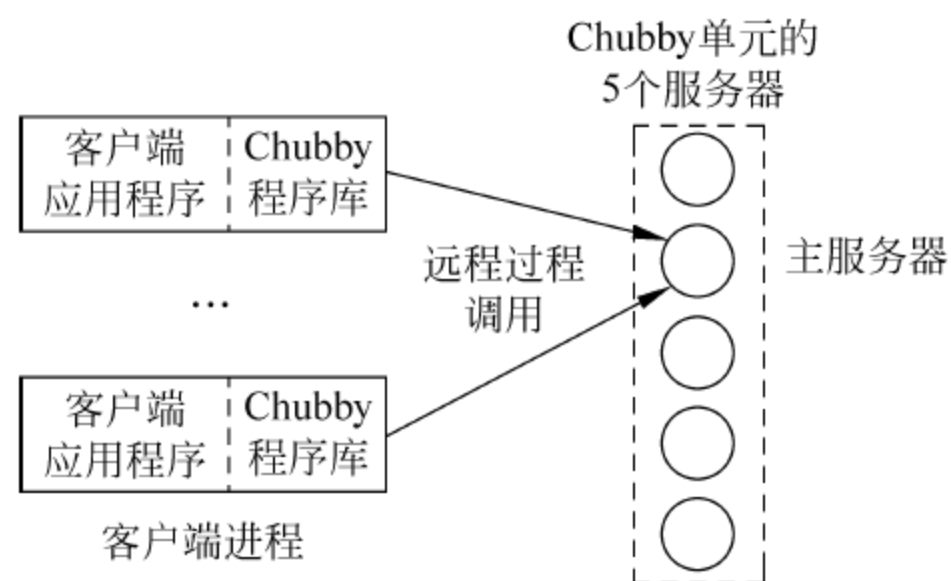 Chubby单元的
5个服务器
客户端
应用程序
Chubby
程序库
远程过程
调用
主服务器
...
客户端
应用程序
Chubby
程序库
客户端进程